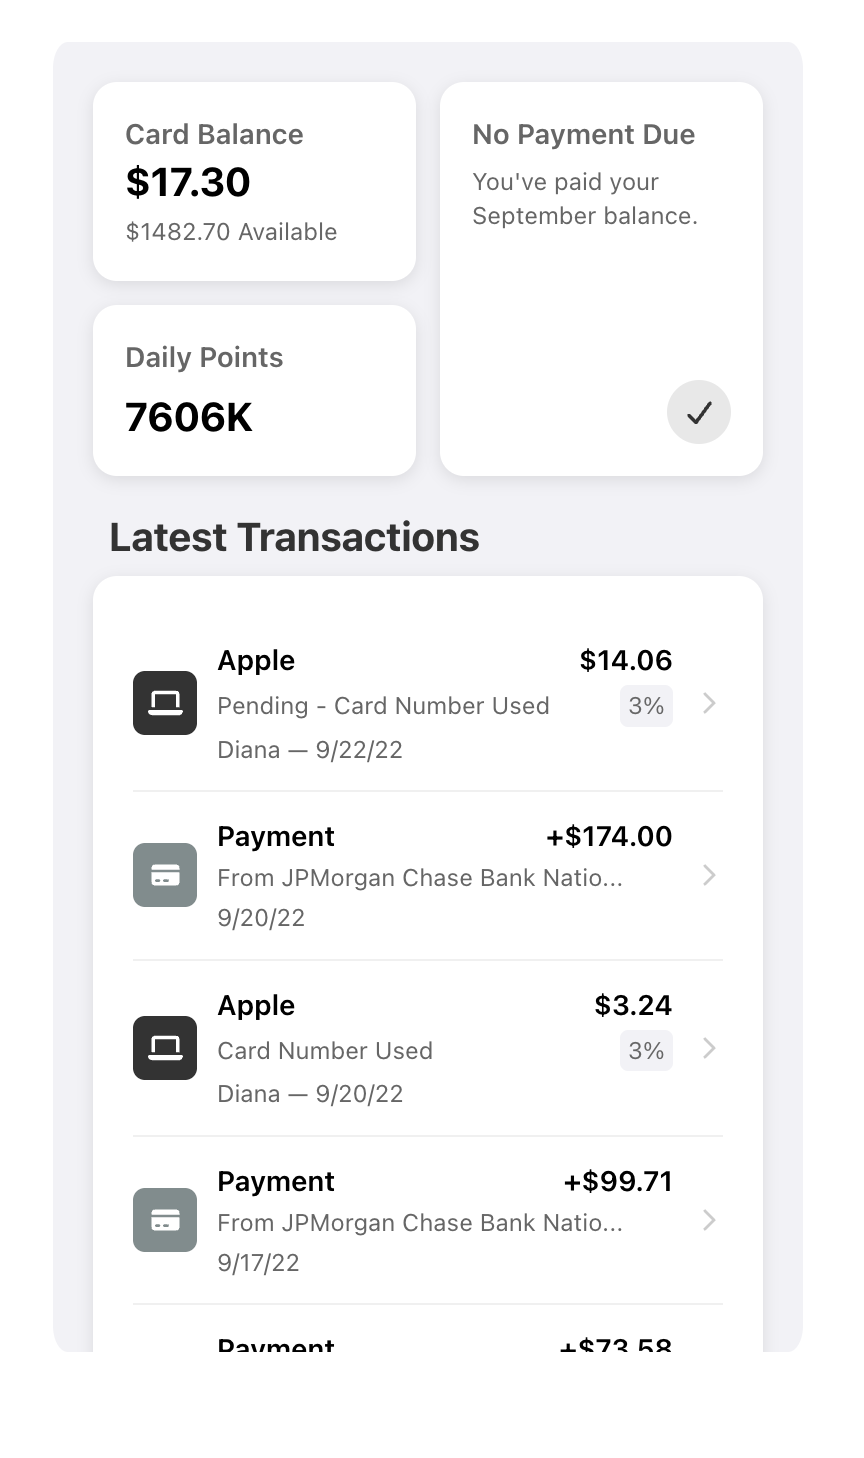 Card Balance
$17.30
$1482.70 Available
No Payment Due
You've paid your
September balance.
Daily Points
7606K
Latest Transactions
Apple
$14.06
Pending - Card Number Used
3%
Diana — 9/22/22
Payment
+$174.00
From JPMorgan Chase Bank Natio...
9/20/22
Apple
$3.24
Card Number Used
3%
Diana — 9/20/22
Payment
+$99.71
From JPMorgan Chase Bank Natio...
9/17/22
Payment
+$73.58